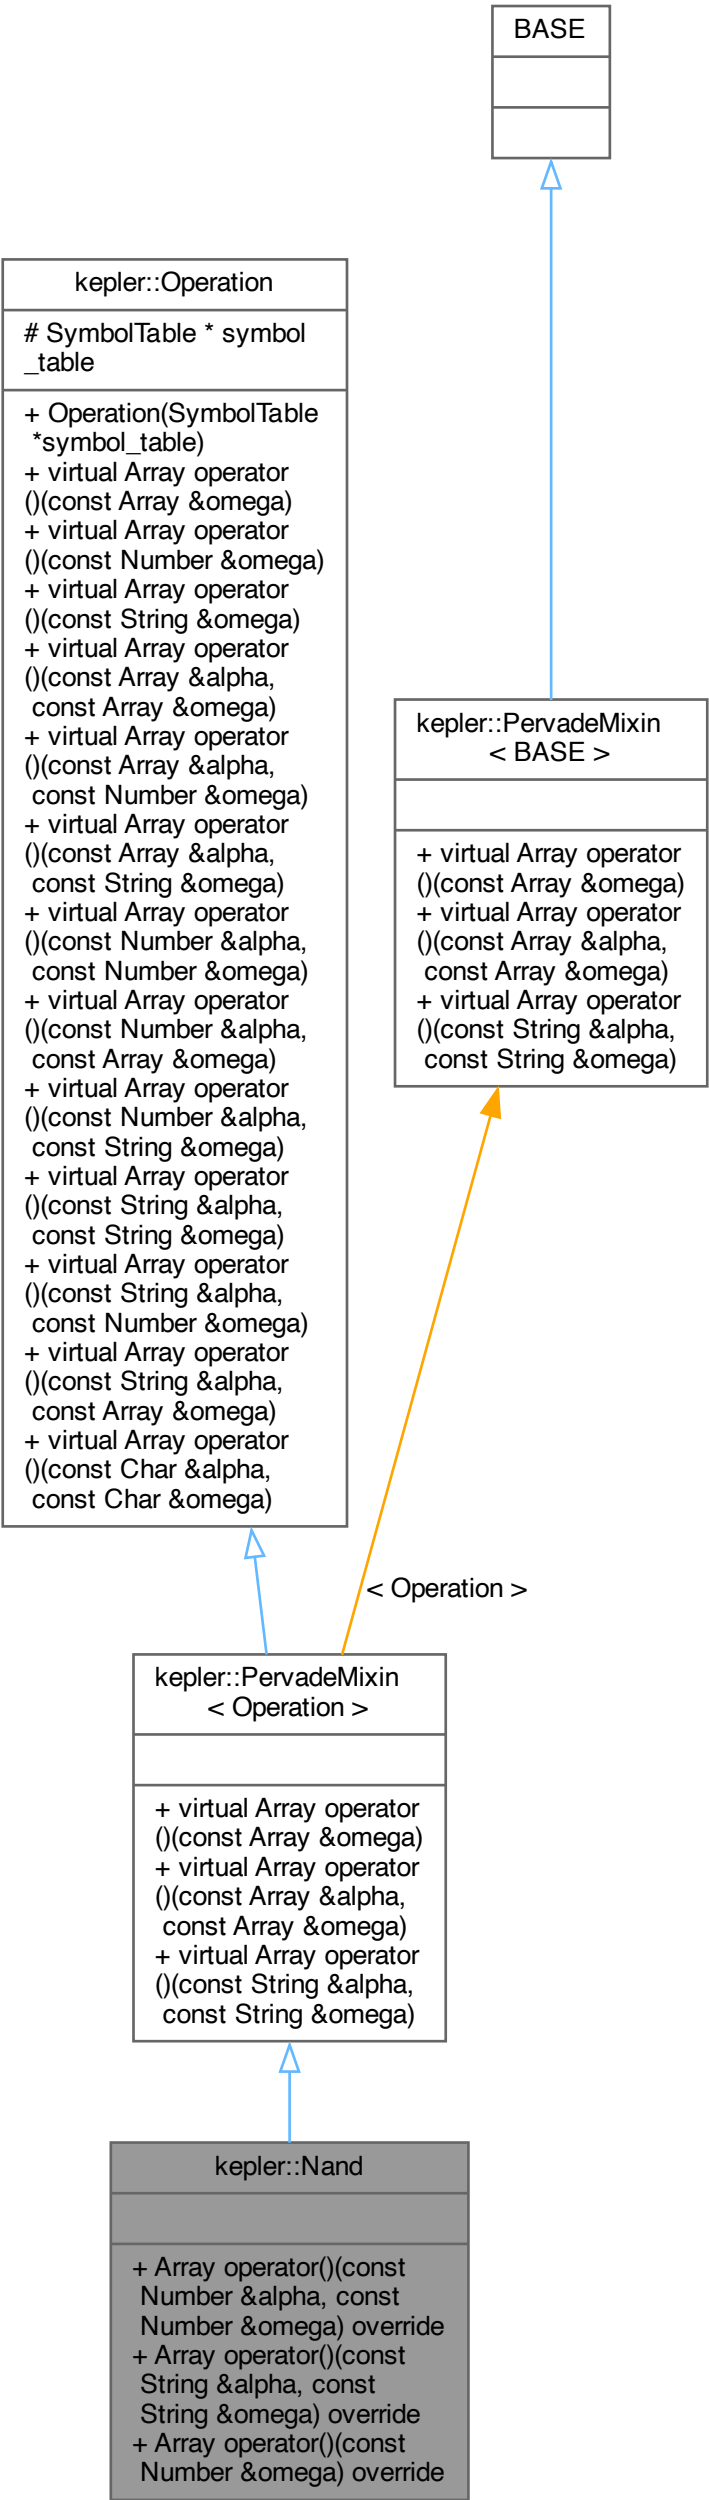 BASE
kepler::Operation
# SymbolTable * symbol
_table
+ Operation(SymbolTable
*symbol_table)
+ virtual Array operator
()(const Array &omega)
+ virtual Array operator
()(const Number &omega)
+ virtual Array operator
()(const String &omega)
+ virtual Array operator
()(const Array &alpha,
const Array &omega)
+ virtual Array operator
()(const Array &alpha,
const Number &omega)
+ virtual Array operator
()(const Array &alpha,
const String &omega)
+ virtual Array operator
()(const Number &alpha,
const Number &omega)
+ virtual Array operator
()(const Number &alpha,
const Array &omega)
+ virtual Array operator
()(const Number &alpha,
const String &omega)
+ virtual Array operator
()(const String &alpha,
const String &omega)
+ virtual Array operator
()(const String &alpha,
const Number &omega)
+ virtual Array operator
()(const String &alpha,
const Array &omega)
+ virtual Array operator
()(const Char &alpha,
const Char &omega)
kepler::PervadeMixin
< BASE >
+ virtual Array operator
()(const Array &omega)
+ virtual Array operator
()(const Array &alpha,
const Array &omega)
+ virtual Array operator
()(const String &alpha,
const String &omega)
< Operation >
kepler::PervadeMixin
< Operation >
+ virtual Array operator
()(const Array &omega)
+ virtual Array operator
()(const Array &alpha,
const Array &omega)
+ virtual Array operator
()(const String &alpha,
const String &omega)
kepler::Nand
+ Array operator()(const
Number &alpha, const
Number &omega) override
+ Array operator()(const
String &alpha, const
String &omega) override
+ Array operator()(const
Number &omega) override